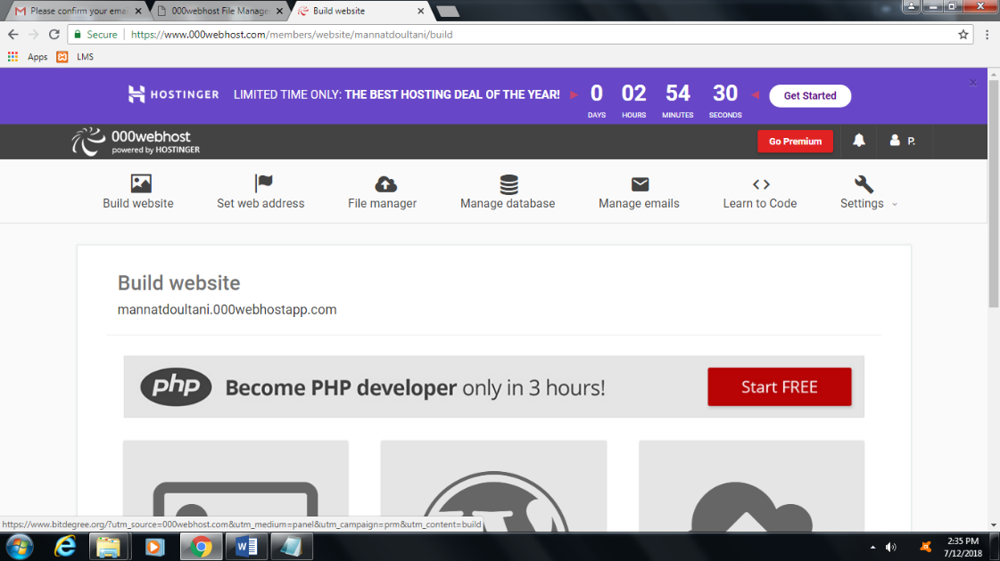 Please confirm your emai
000webhost File Manage
Build website
Secure
https://www.000webhost.com/members/website/mannatdoultani/build
Apps
LMS
HOSTINGER
LIMITED TIME ONLY: THE BEST HOSTING DEAL OF THE YEAR!
0 02 54 30
DAYS HOURS MINUTES SECONDS
Get Started
000webhost
powered by HOSTINGER
Go Premium
P.
Build website
Set web address
File manager
Manage database
Manage emails
Learn to Code
Settings
Build website
mannatdoultani.000webhostapp.com
php
Become PHP developer only in 3 hours!
Start FREE
https://www.bitdegree.org/?utm_source=000webhost.com&utm_medium=panel&utm_campaign=prm&utm_content=build
2:35 PM
7/12/2018